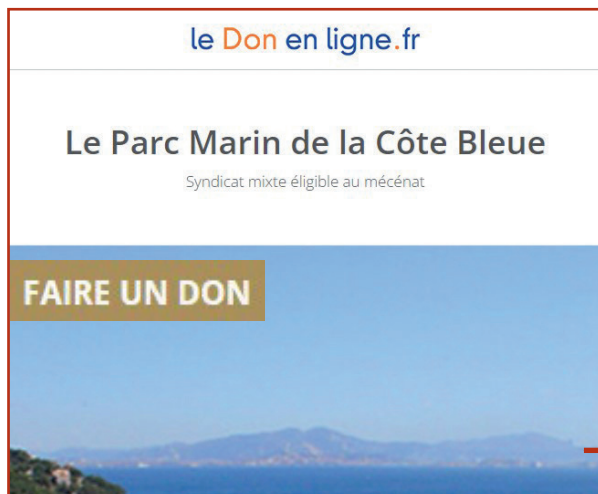 le Don en ligne.fr
Le Parc Marin de la Côte Bleue
Syndicat mixte éligible au mécénat
FAIRE UN DON